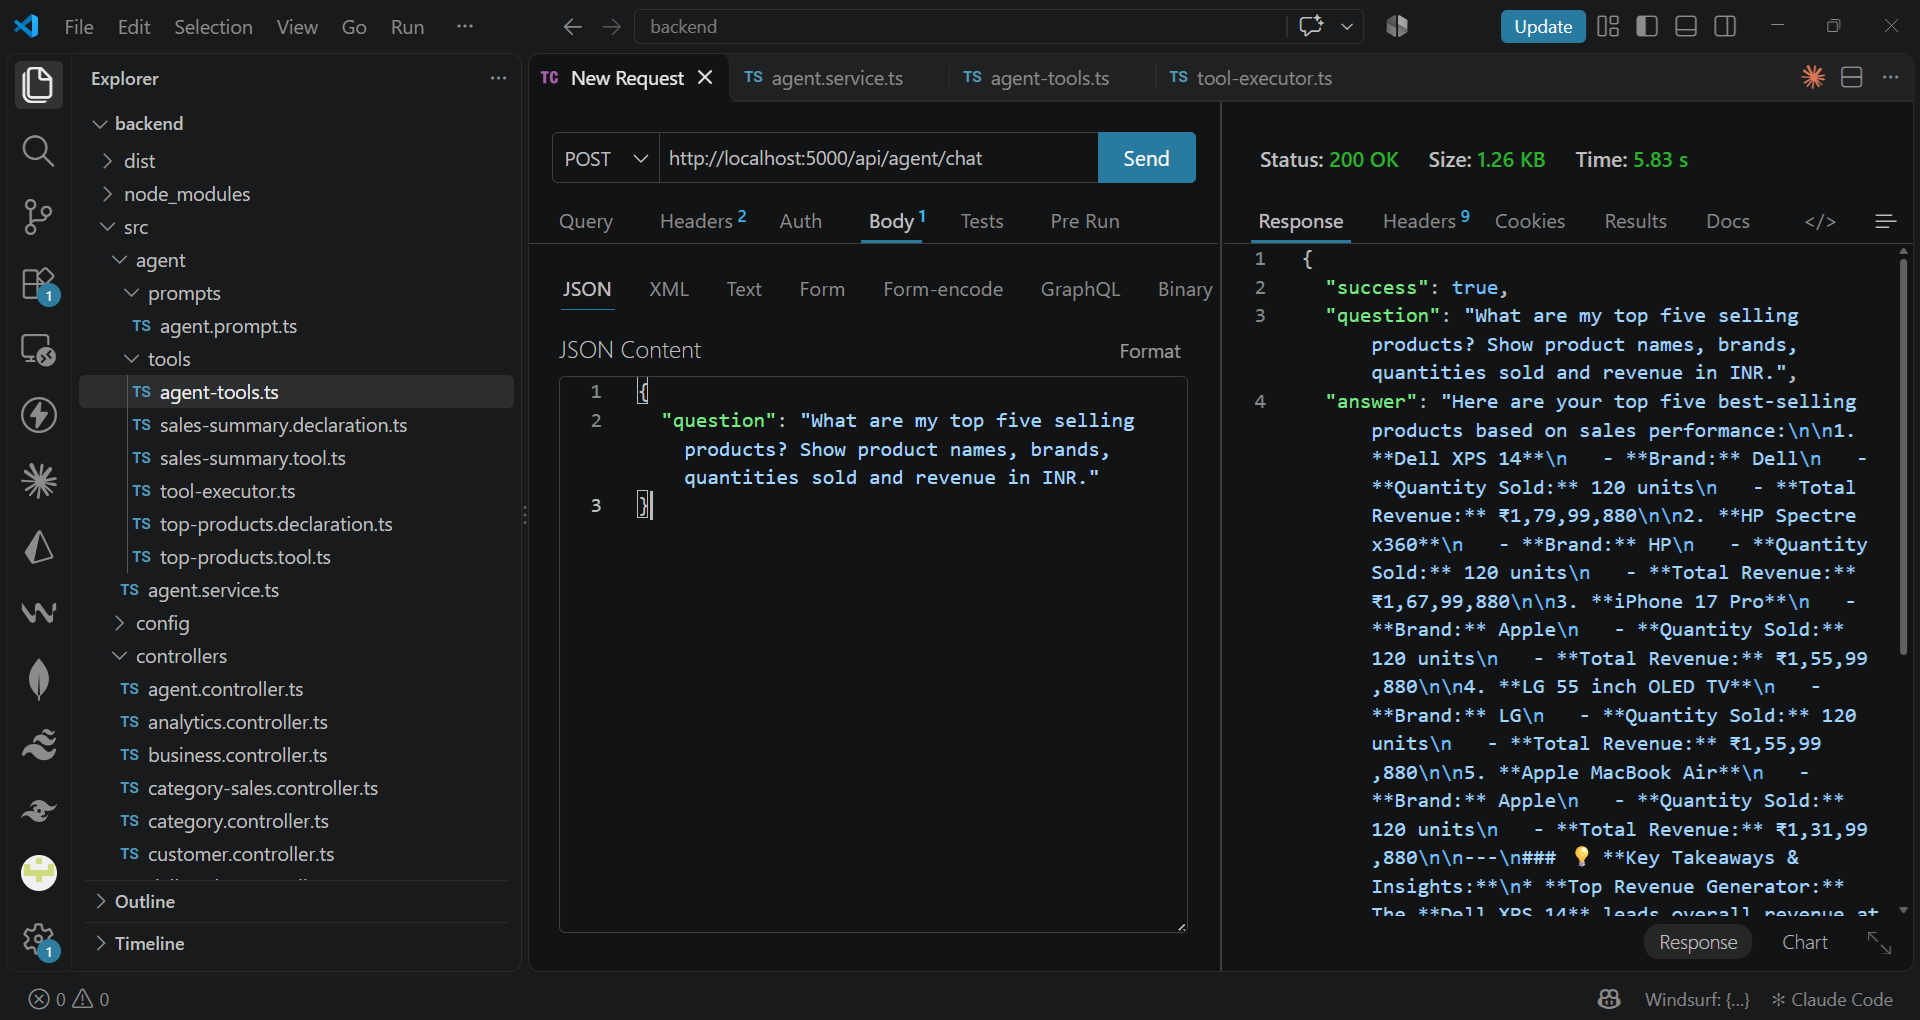 File Edit Selection View Go Run ··· backend Update
Explorer ···
backend
dist
node_modules
src
agent
prompts
TS agent.prompt.ts
tools
TS agent-tools.ts
TS sales-summary.declaration.ts
TS sales-summary.tool.ts
TS tool-executor.ts
TS top-products.declaration.ts
TS top-products.tool.ts
TS agent.service.ts
config
controllers
TS agent.controller.ts
TS analytics.controller.ts
TS business.controller.ts
TS category-sales.controller.ts
TS category.controller.ts
TS customer.controller.ts
Outline
Timeline
1
1
TC New Request TS agent.service.ts TS agent-tools.ts TS tool-executor.ts ···
POST http://localhost:5000/api/agent/chat Send
Query Headers 2 Auth Body 1 Tests Pre Run
JSON XML Text Form Form-encode GraphQL Binary
JSON Content Format
1 {
2 "question": "What are my top five selling
products? Show product names, brands,
quantities sold and revenue in INR."
3 }
Status: 200 OK Size: 1.26 KB Time: 5.83 s
Response Headers 9 Cookies Results Docs </>
1 {
2 "success": true,
3 "question": "What are my top five selling
products? Show product names, brands,
quantities sold and revenue in INR.",
4 "answer": "Here are your top five best-selling
products based on sales performance:\n\n1.
**Dell XPS 14**\n   - **Brand:** Dell\n   -
**Quantity Sold:** 120 units\n   - **Total
Revenue:** ₹1,79,99,880\n\n2. **HP Spectre
x360**\n   - **Brand:** HP\n   - **Quantity
Sold:** 120 units\n   - **Total Revenue:**
₹1,67,99,880\n\n3. **iPhone 17 Pro**\n   -
**Brand:** Apple\n   - **Quantity Sold:**
120 units\n   - **Total Revenue:** ₹1,55,99
,880\n\n4. **LG 55 inch OLED TV**\n   -
**Brand:** LG\n   - **Quantity Sold:** 120
units\n   - **Total Revenue:** ₹1,55,99
,880\n\n5. **Apple MacBook Air**\n   -
**Brand:** Apple\n   - **Quantity Sold:**
120 units\n   - **Total Revenue:** ₹1,31,99
,880\n\n---\n### 💡 **Key Takeaways &
Insights:**\n* **Top Revenue Generator:**
The **Dell XPS 14** leads overall revenue at
Response Chart
0 0 Windsurf: {...} Claude Code